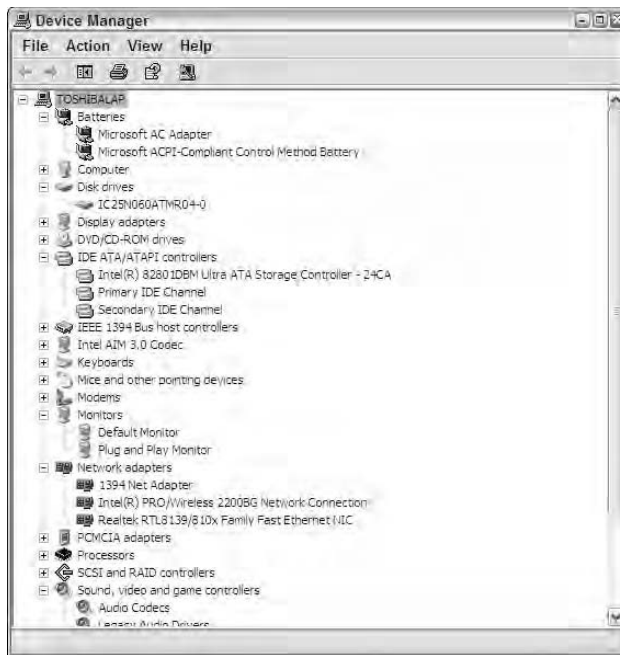 Device Manager
File Action View Help
TOSHIBALAP
Batteries
Microsoft AC Adapter
Microsoft ACPI-Compliant Control Method Battery
Computer
Disk drives
IC25N060ATMR04-0
Display adapters
DVD/CD-ROM drives
IDE ATA/ATAPI controllers
Intel(R) 82801DBM Ultra ATA Storage Controller - 24CA
Primary IDE Channel
Secondary IDE Channel
IEEE 1394 Bus host controllers
Intel AIM 3.0 Codec
Keyboards
Mice and other pointing devices
Modems
Monitors
Default Monitor
Plug and Play Monitor
Network adapters
1394 Net Adapter
Intel(R) PRO/Wireless 2200BG Network Connection
Realtek RTL8139/810x Family Fast Ethernet NIC
PCMCIA adapters
Processors
SCSI and RAID controllers
Sound, video and game controllers
Audio Codecs
Legacy Audio Drivers